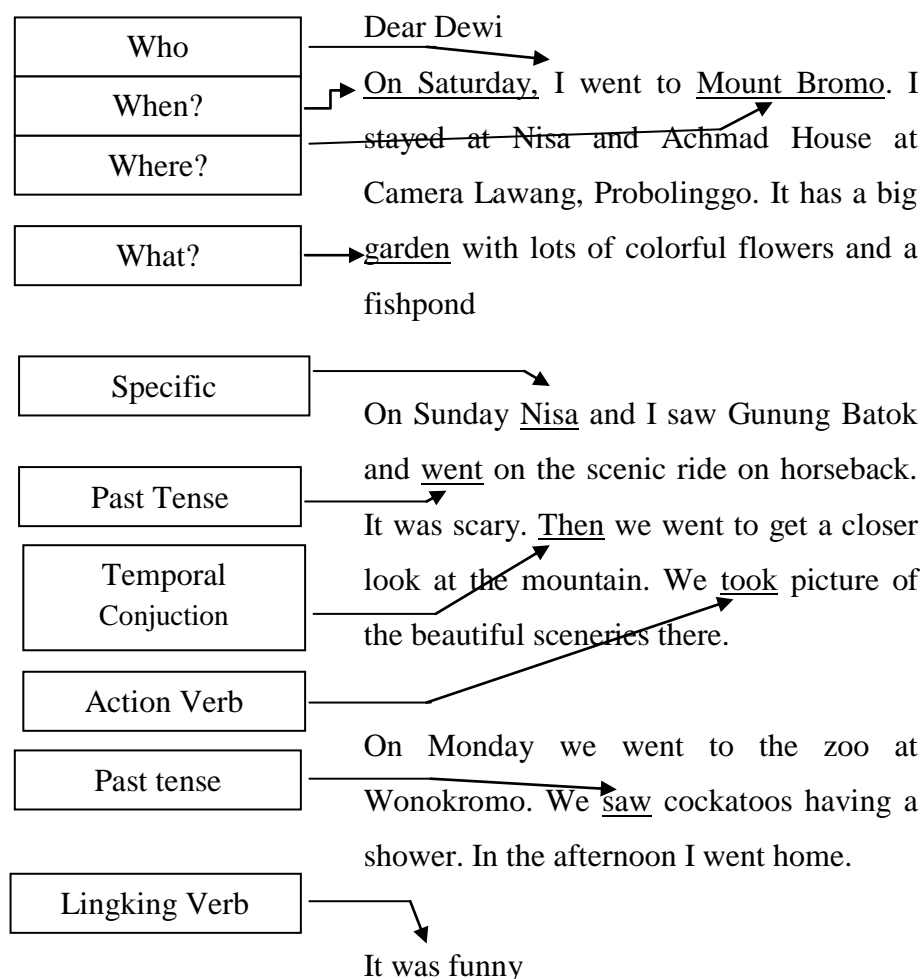 Dear Dewi
Who
When?
On Saturday, I went to Mount Bromo. I
Where?
stayed at Nisa and Achmad House at
Camera Lawang, Probolinggo. It has a big
What?
garden with lots of colorful flowers and a
fishpond
Specific
On Sunday Nisa and I saw Gunung Batok
Past Tense
and went on the scenic ride on horseback.
It was scary. Then we went to get a closer
Temporal
Conjuction
look at the mountain. We took picture of
the beautiful sceneries there.
Action Verb
On Monday we went to the zoo at
Past tense
Wonokromo. We saw cockatoos having a
shower. In the afternoon I went home.
Lingking Verb
It was funny